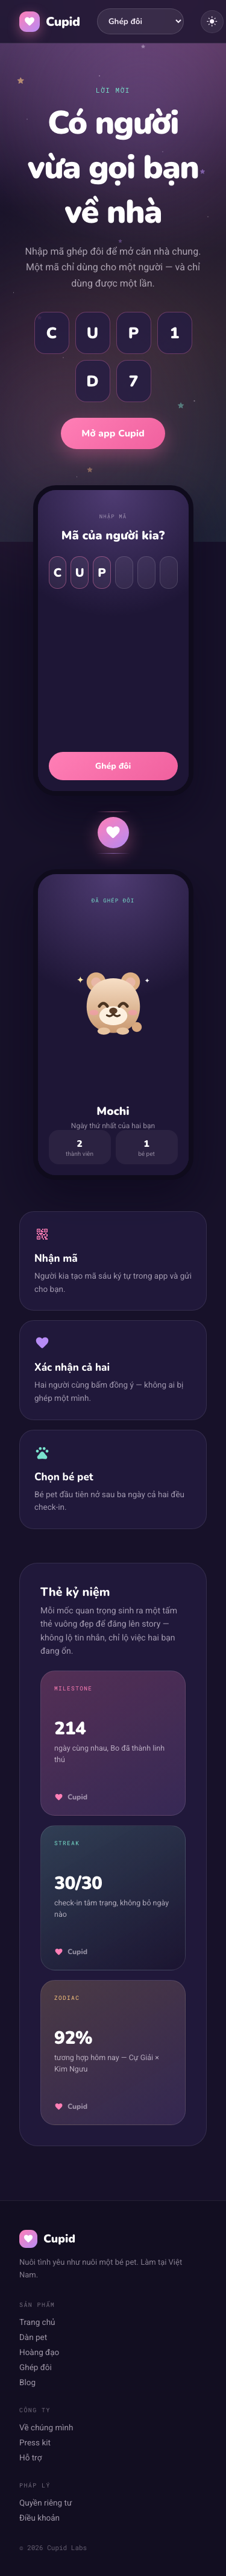 Cupid
Ghép đôi
LỜI MỜI
Có người
vừa gọi bạn
về nhà
Nhập mã ghép đôi để mở căn nhà chung.
Một mã chỉ dùng cho một người — và chỉ
dùng được một lần.
C U P 1
D 7
Mở app Cupid
NHẬP MÃ
Mã của người kia?
C U P
Ghép đôi
ĐÃ GHÉP ĐÔI
Mochi
Ngày thứ nhất của hai bạn
2 1
thành viên bé pet
Nhận mã
Người kia tạo mã sáu ký tự trong app và gửi
cho bạn.
Xác nhận cả hai
Hai người cùng bấm đồng ý — không ai bị
ghép một mình.
Chọn bé pet
Bé pet đầu tiên nở sau ba ngày cả hai đều
check-in.
Thẻ kỷ niệm
Mỗi mốc quan trọng sinh ra một tấm
thẻ vuông đẹp để đăng lên story —
không lộ tin nhắn, chỉ lộ việc hai bạn
đang ổn.
MILESTONE
214
ngày cùng nhau, Bo đã thành linh
thú
Cupid
STREAK
30/30
check-in tâm trạng, không bỏ ngày
nào
Cupid
ZODIAC
92%
tương hợp hôm nay — Cự Giải ×
Kim Ngưu
Cupid
Cupid
Nuôi tình yêu như nuôi một bé pet. Làm tại Việt
Nam.
SẢN PHẨM
Trang chủ
Dàn pet
Hoàng đạo
Ghép đôi
Blog
CÔNG TY
Về chúng mình
Press kit
Hỗ trợ
PHÁP LÝ
Quyền riêng tư
Điều khoản
© 2026 Cupid Labs